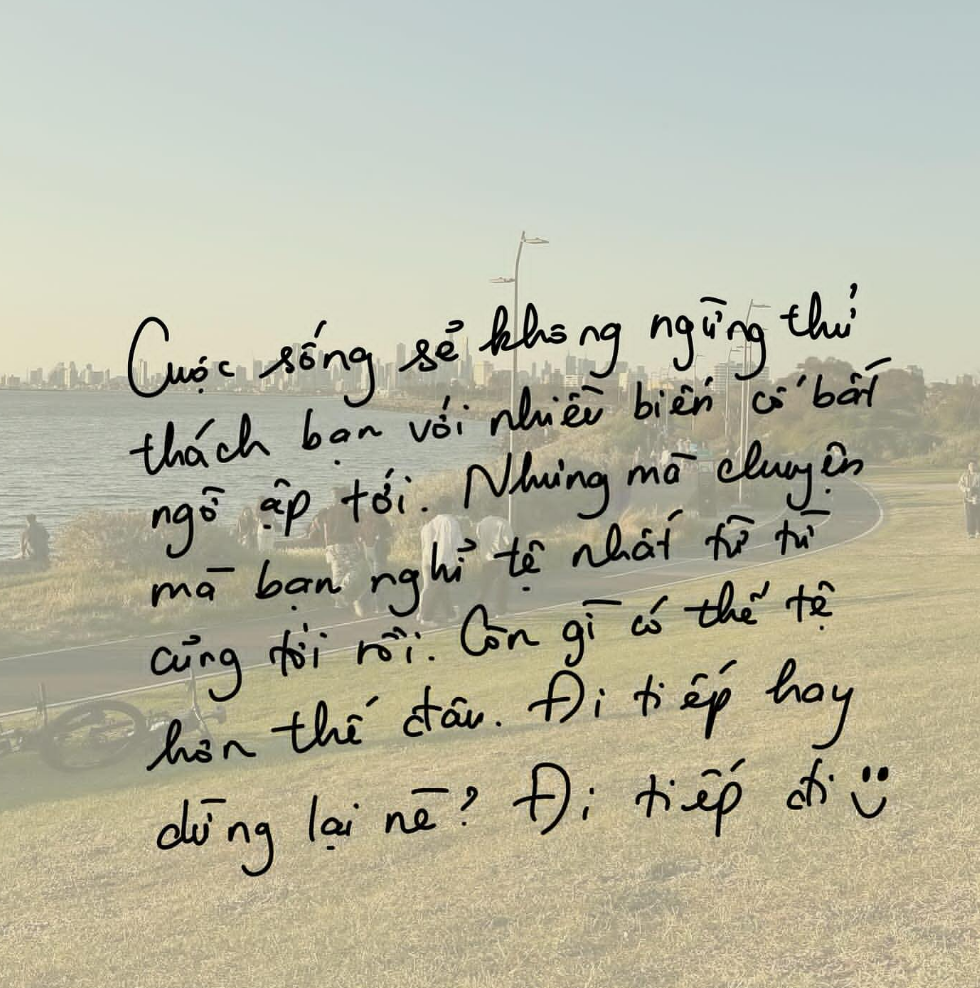 Cuộc sống sẽ không ngừng thử
thách bạn với nhiều biến cố bất
ngờ ập tới. Nhưng mà chuyện
mà bạn nghĩ tệ nhất từ từ
cũng tới rồi. Còn gì có thể tệ
hơn thế đâu. Đi tiếp hay
dừng lại nè? Đi tiếp đi